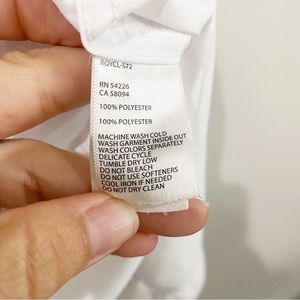 ROYCL-572
RN 54226
CA 58094
100% POLYESTER
100% POLYESTER
MACHINE WASH COLD
WASH GARMENT INSIDE OUT
WASH COLORS SEPARATELY
DELICATE CYCLE
TUMBLE DRY LOW
DO NOT BLEACH
DO NOT USE SOFTENERS
COOL IRON IF NEEDED
DO NOT DRY CLEAN